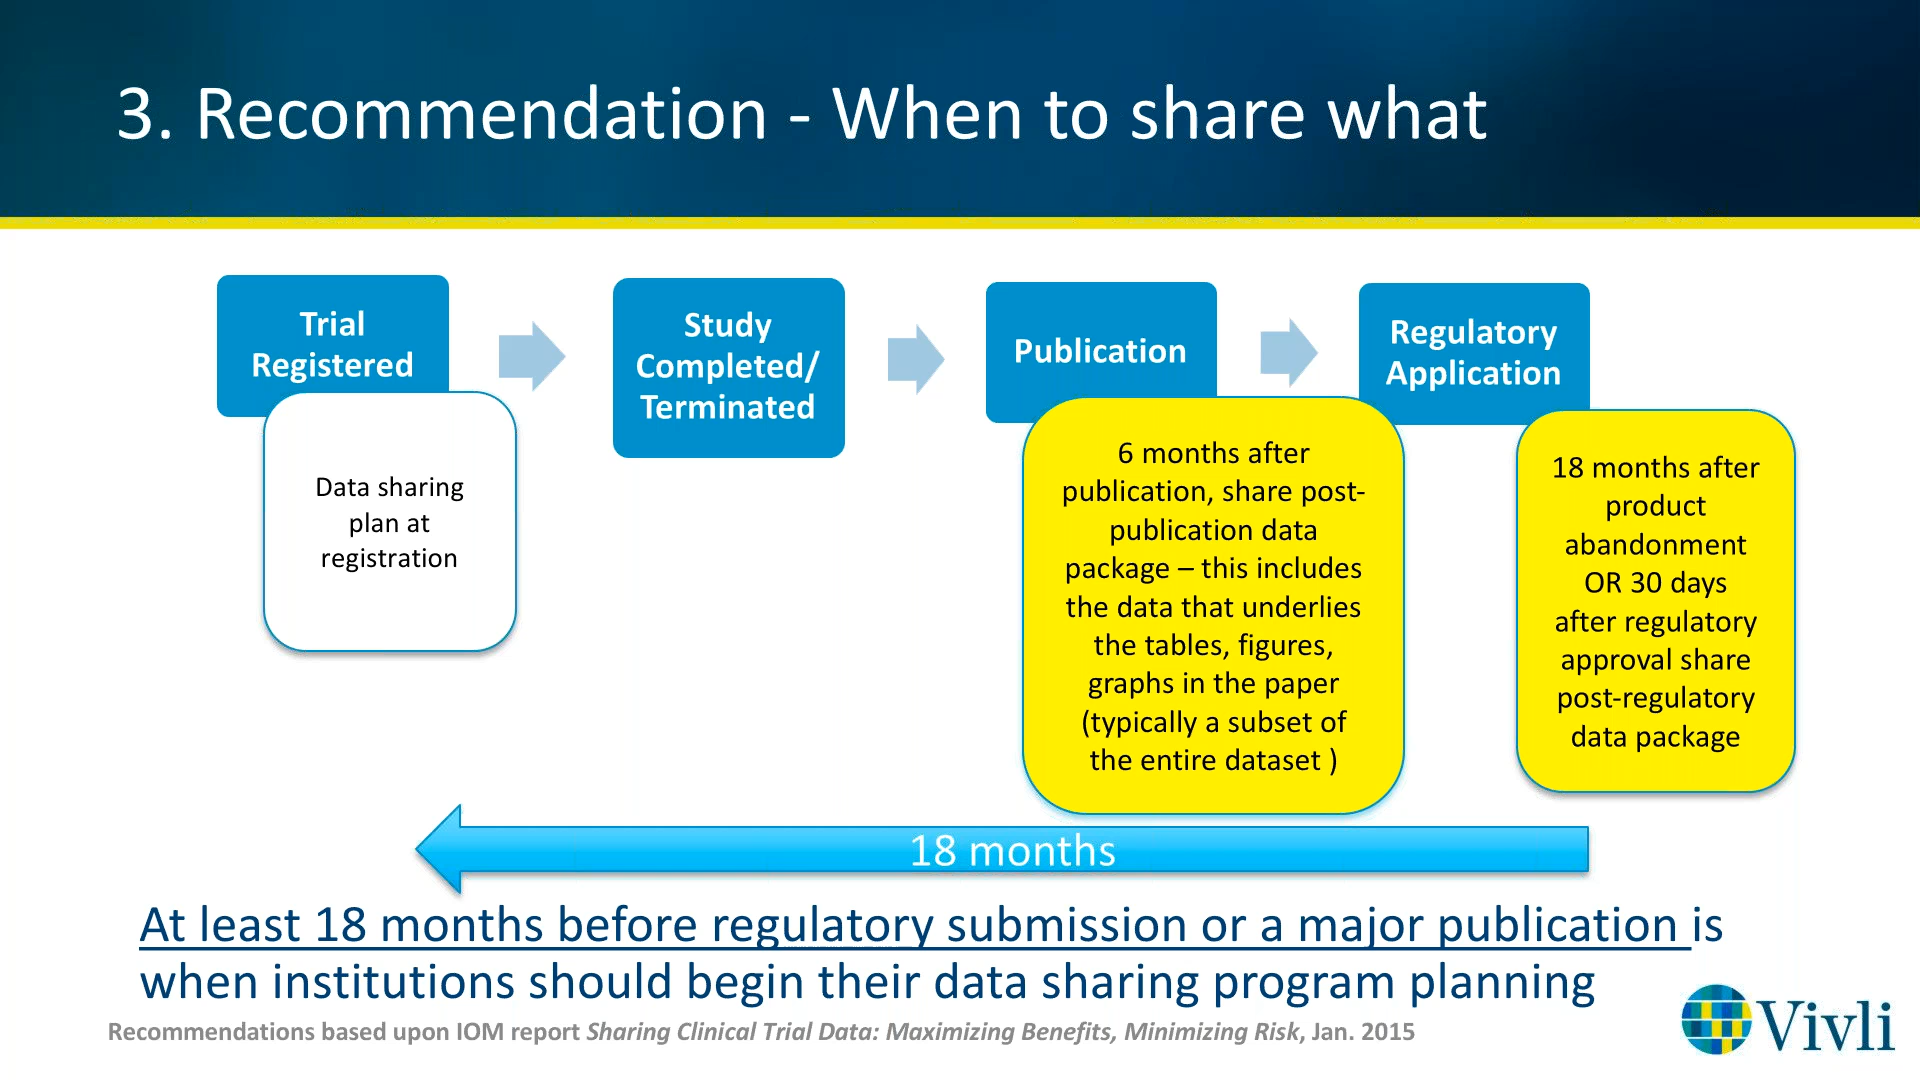 3. Recommendation - When to share what
Trial
Registered
Data sharing
plan at
registration
Study
Completed/
Terminated
Publication
6 months after
publication, share post-
publication data
package – this includes
the data that underlies
the tables, figures,
graphs in the paper
(typically a subset of
the entire dataset )
Regulatory
Application
18 months after
product
abandonment
OR 30 days
after regulatory
approval share
post-regulatory
data package
18 months
At least 18 months before regulatory submission or a major publication is
when institutions should begin their data sharing program planning
Recommendations based upon IOM report Sharing Clinical Trial Data: Maximizing Benefits, Minimizing Risk, Jan. 2015
Vivli